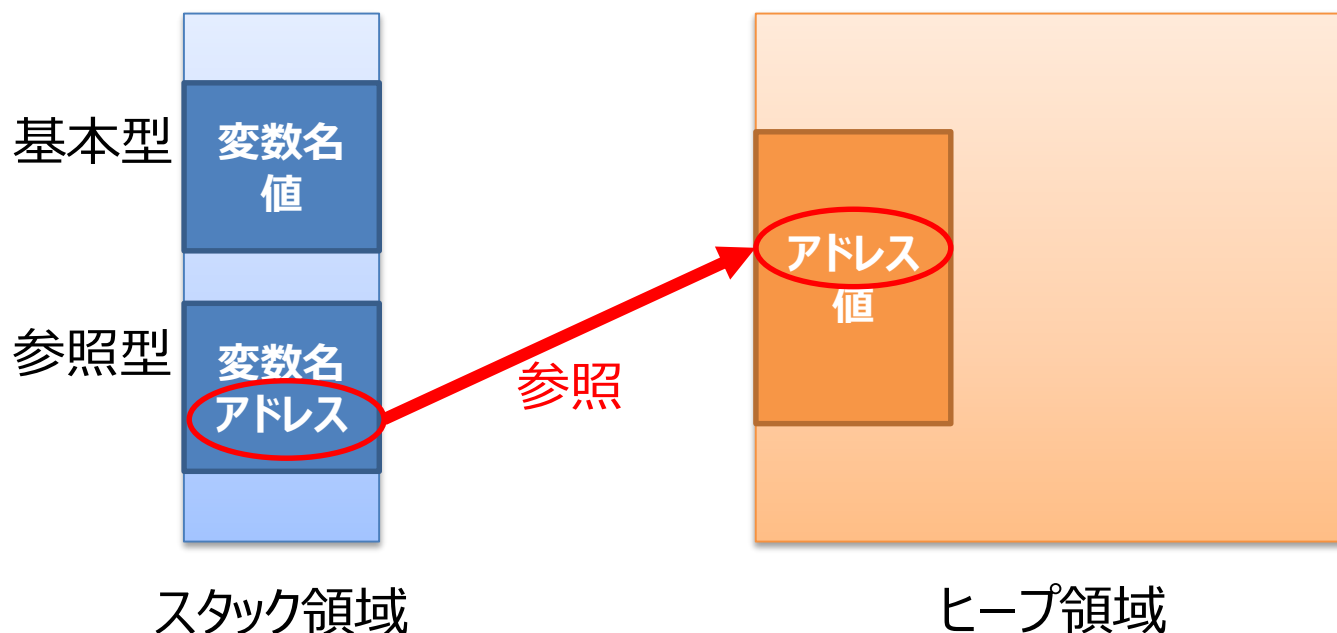 基本型
変数名
値
参照型
変数名
アドレス
参照
アドレス
値
スタック領域
ヒープ領域